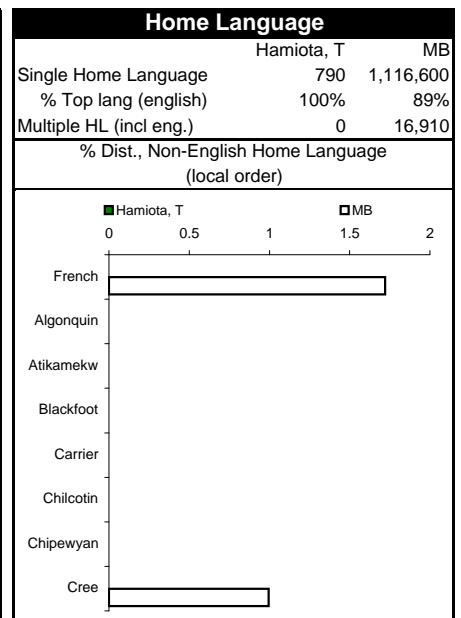 Home Language
Hamiota, T MB
Single Home Language 790 1,116,600
% Top lang (english) 100% 89%
Multiple HL (incl eng.) 0 16,910
% Dist., Non-English Home Language
(local order)
Hamiota, T MB
0 0.5 1 1.5 2
French
Algonquin
Atikamekw
Blackfoot
Carrier
Chilcotin
Chipewyan
Cree